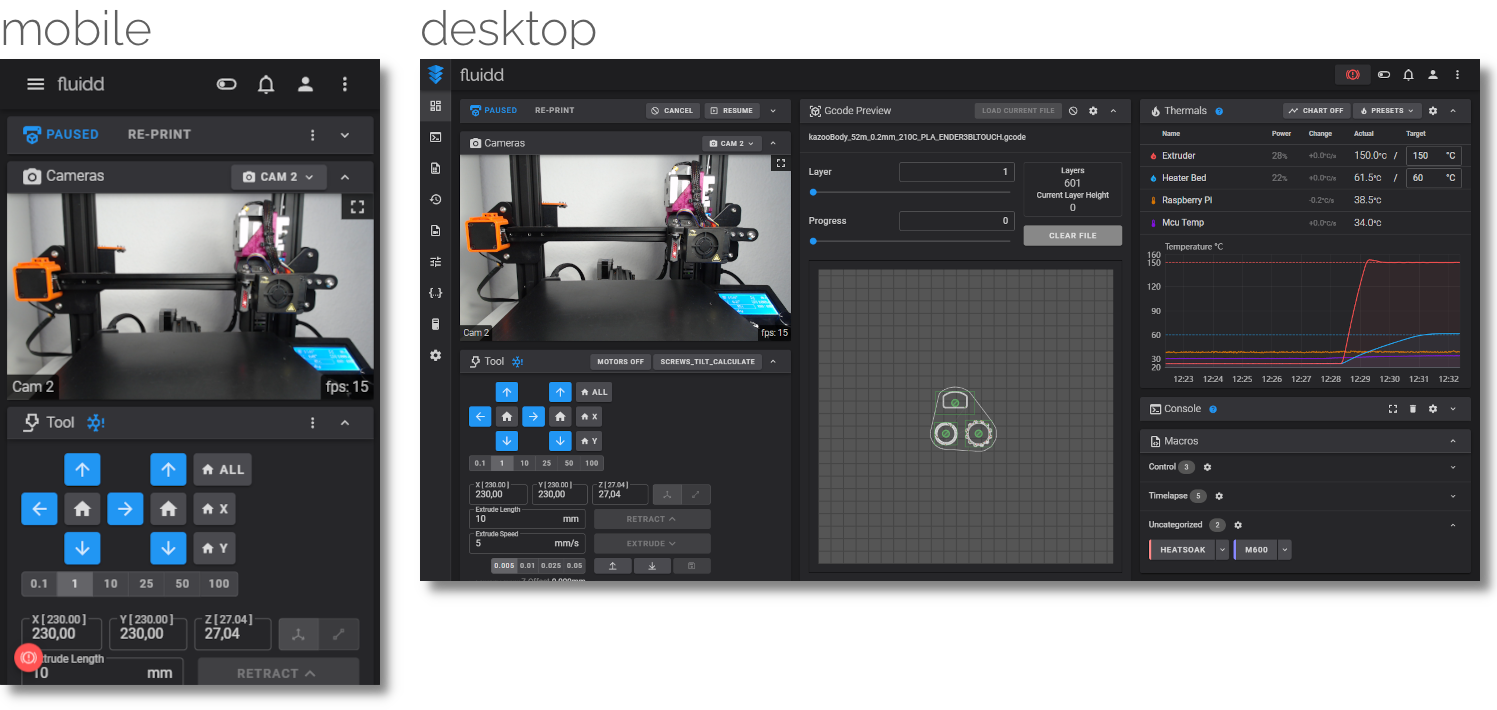 mobile
desktop
fluidd
PAUSED RE-PRINT
Cameras CAM 2
Cam 2 fps: 15
Tool
ALL
X
Y
0.1 1 10 25 50 100
X [ 230.00 ] Y [ 230.00 ] Z [ 27.04 ]
230,00 230,00 27,04
trude Length
10 mm RETRACT
fluidd
PAUSED RE-PRINT CANCEL RESUME
Cameras CAM 2
Cam 2 fps: 15
Tool MOTORS OFF SCREWS_TILT_CALCULATE
ALL
X
Y
0.1 1 10 25 50 100
X [ 230.00 ] Y [ 230.00 ] Z [ 27.04 ]
230,00 230,00 27,04
Extrude Length
10 mm RETRACT
Extrude Speed
5 mm/s EXTRUDE
0.005 0.01 0.025 0.05
Z Offset 0.000mm
Gcode Preview LOAD CURRENT FILE
kazooBody_52m_0.2mm_210C_PLA_ENDER3BLTOUCH.gcode
Layer 1
Progress 0
Layers
601
Current Layer Height
0
CLEAR FILE
Thermals CHART OFF PRESETS
Name Power Change Actual Target
Extruder 28% +0.0°C/s 150.0°C / 150 °C
Heater Bed 22% +0.0°C/s 61.5°C / 60 °C
Raspberry PI -0.2°C/s 38.5°C
Mcu Temp +0.0°C/s 34.0°C
Temperature °C
160
150
120
90
60
30
20
12:23 12:24 12:25 12:26 12:27 12:28 12:29 12:30 12:31 12:32
Console
Macros
Control 3
Timelapse 5
Uncategorized 2
HEATSOAK M600